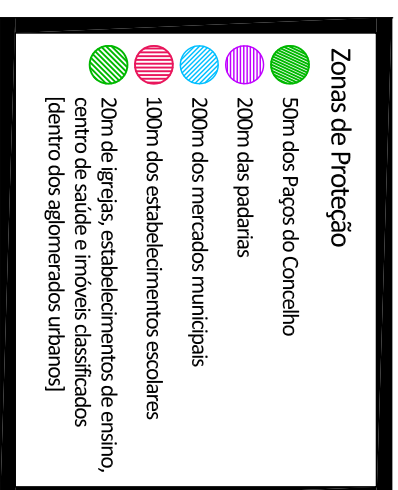 Zonas de Proteção
50m dos Paços do Concelho
200m das padarias
200m dos mercados municipais
100m dos estabelecimentos escolares
20m de igrejas, estabelecimentos de ensino,
centro de saúde e imóveis classificados
[dentro dos aglomerados urbanos]